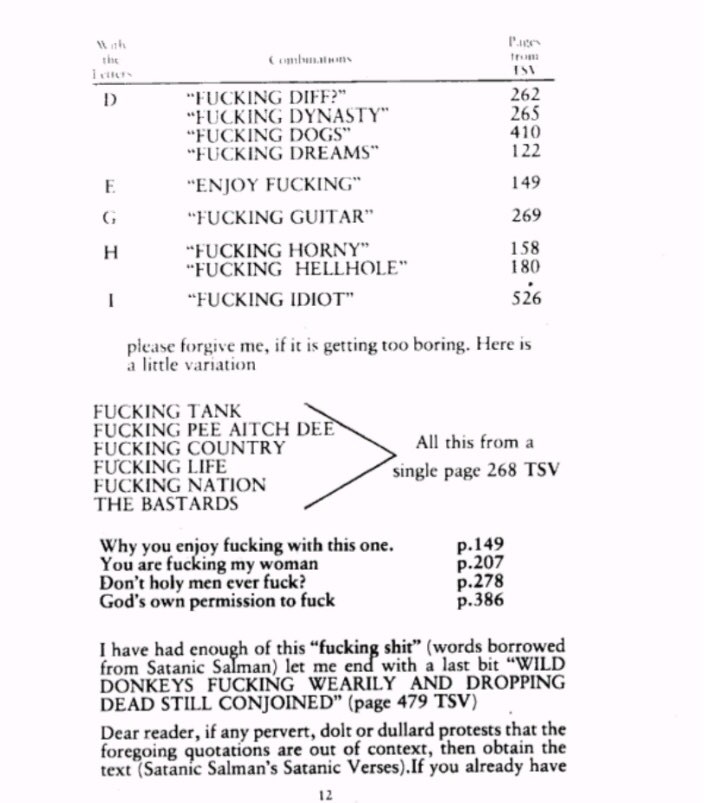 With
the
Letters
Combinations
Pages
from
TSV
D "FUCKING DIFF?" 262
"FUCKING DYNASTY" 265
"FUCKING DOGS" 410
"FUCKING DREAMS" 122
E "ENJOY FUCKING" 149
G "FUCKING GUITAR" 269
H "FUCKING HORNY" 158
"FUCKING HELLHOLE" 180
I "FUCKING IDIOT" 526
please forgive me, if it is getting too boring. Here is
a little variation
FUCKING TANK
FUCKING PEE AITCH DEE
FUCKING COUNTRY
FUCKING LIFE
FUCKING NATION
THE BASTARDS
All this from a
single page 268 TSV
Why you enjoy fucking with this one. p.149
You are fucking my woman p.207
Don't holy men ever fuck? p.278
God's own permission to fuck p.386
I have had enough of this "fucking shit" (words borrowed
from Satanic Salman) let me end with a last bit "WILD
DONKEYS FUCKING WEARILY AND DROPPING
DEAD STILL CONJOINED" (page 479 TSV)
Dear reader, if any pervert, dolt or dullard protests that the
foregoing quotations are out of context, then obtain the
text (Satanic Salman's Satanic Verses).If you already have
12